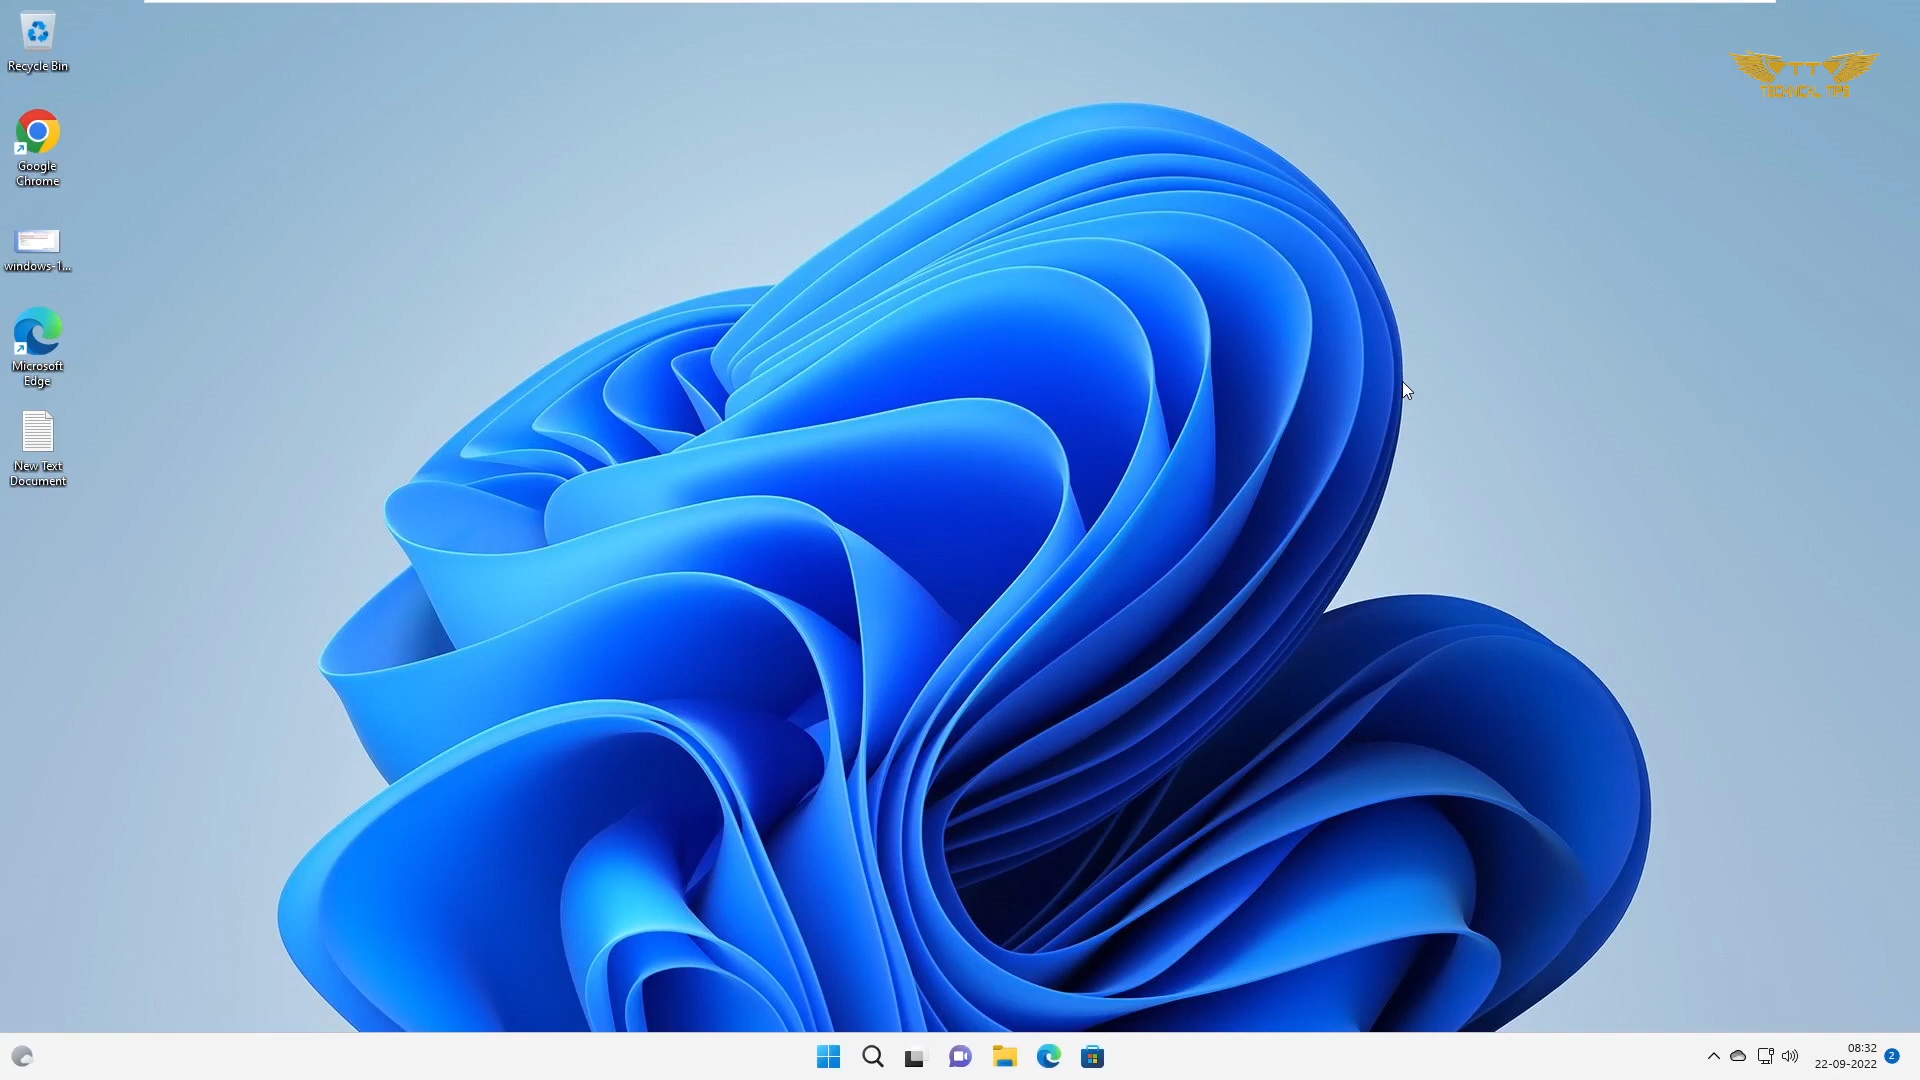 Recycle Bin
TT
TECHNICAL TIPS
Google
Chrome
windows-1...
Microsoft
Edge
New Text
Document
08:32
22-09-2022
2